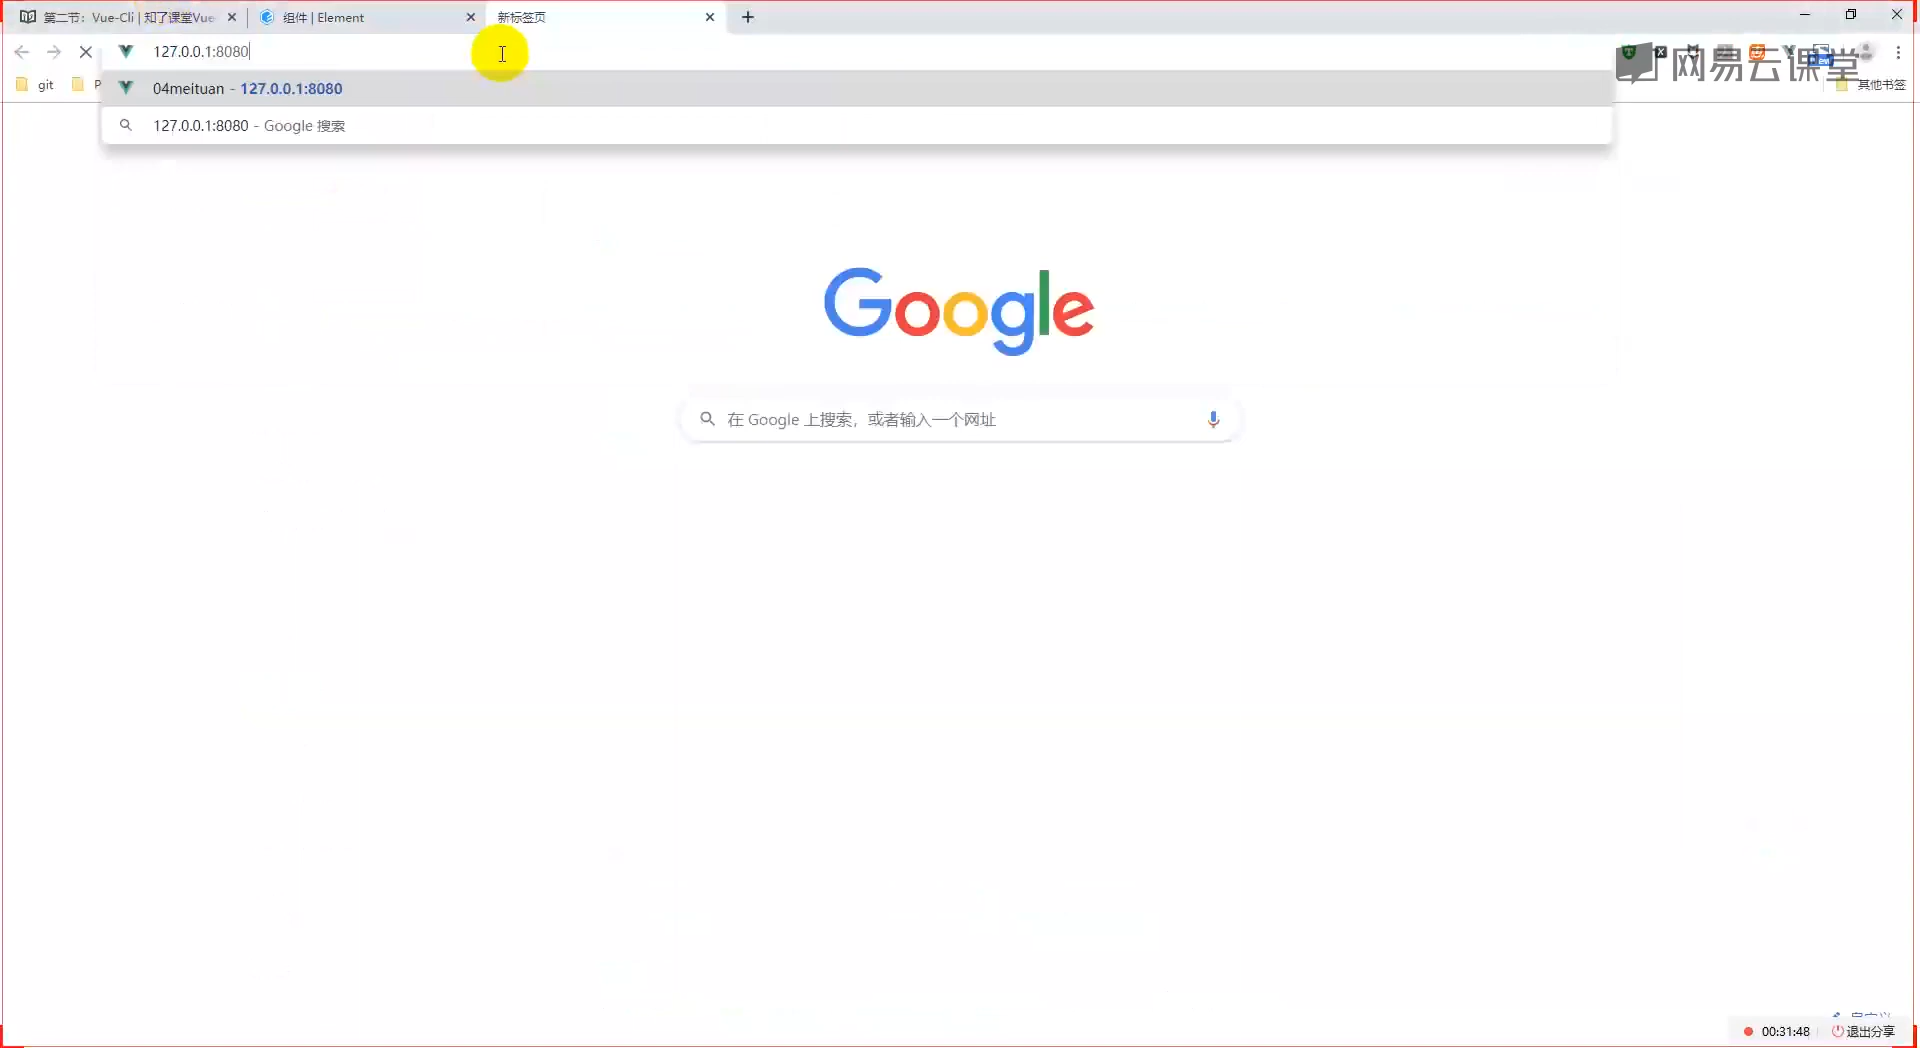 第二节：Vue-Cli | 知了课堂Vue
组件 | Element
新标签页
127.0.0.1:8080
网易云课堂
git
P
其他书签
04meituan - 127.0.0.1:8080
127.0.0.1:8080 - Google 搜索
Google
在 Google 上搜索，或者输入一个网址
自定义
00:31:48
退出分享